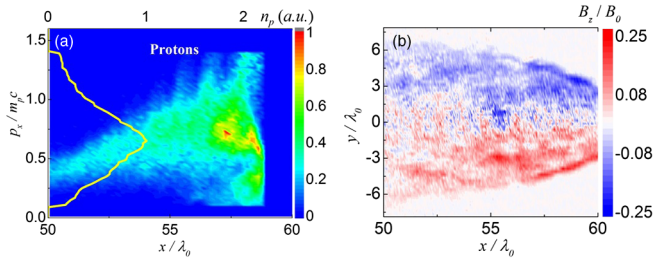 0 1 2 n_p (a.u.)
1.5 (a) Protons 1
0.8
1.0 0.6
p_x / m_p c
0.5 0.4
0.2
0.0 0
50 55 60
x / λ_0
B_z / B_0
(b) 0.25
6
3 0.08
y / λ_0 0
-3 -0.08
-6
-0.25
50 55 60
x / λ_0